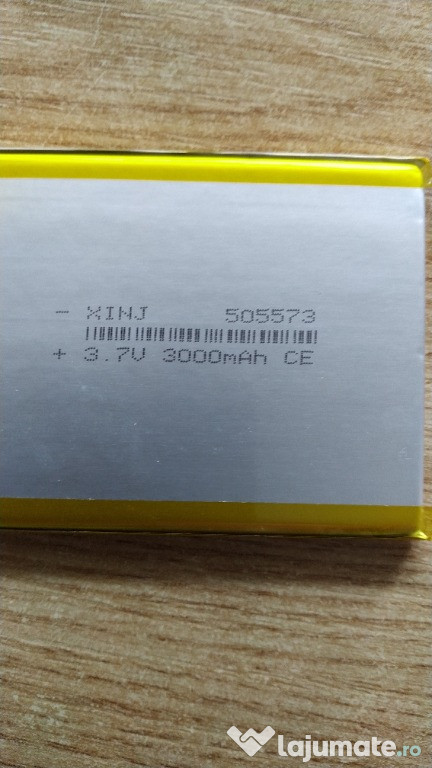 - XINJ 505573
+ 3.7V 3000mAh CE
lajumate.ro